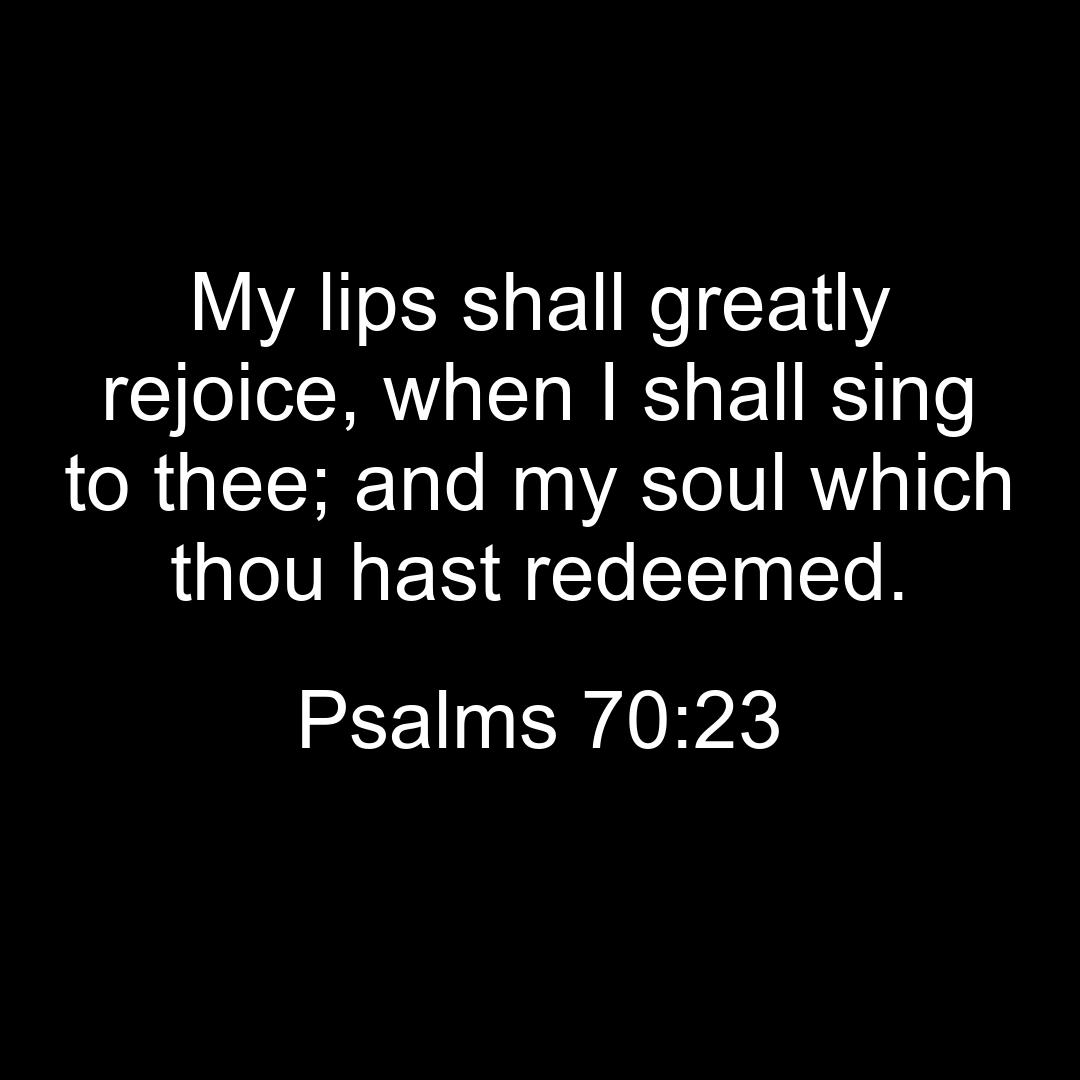 My lips shall greatly
rejoice, when I shall sing
to thee; and my soul which
thou hast redeemed.
Psalms 70:23